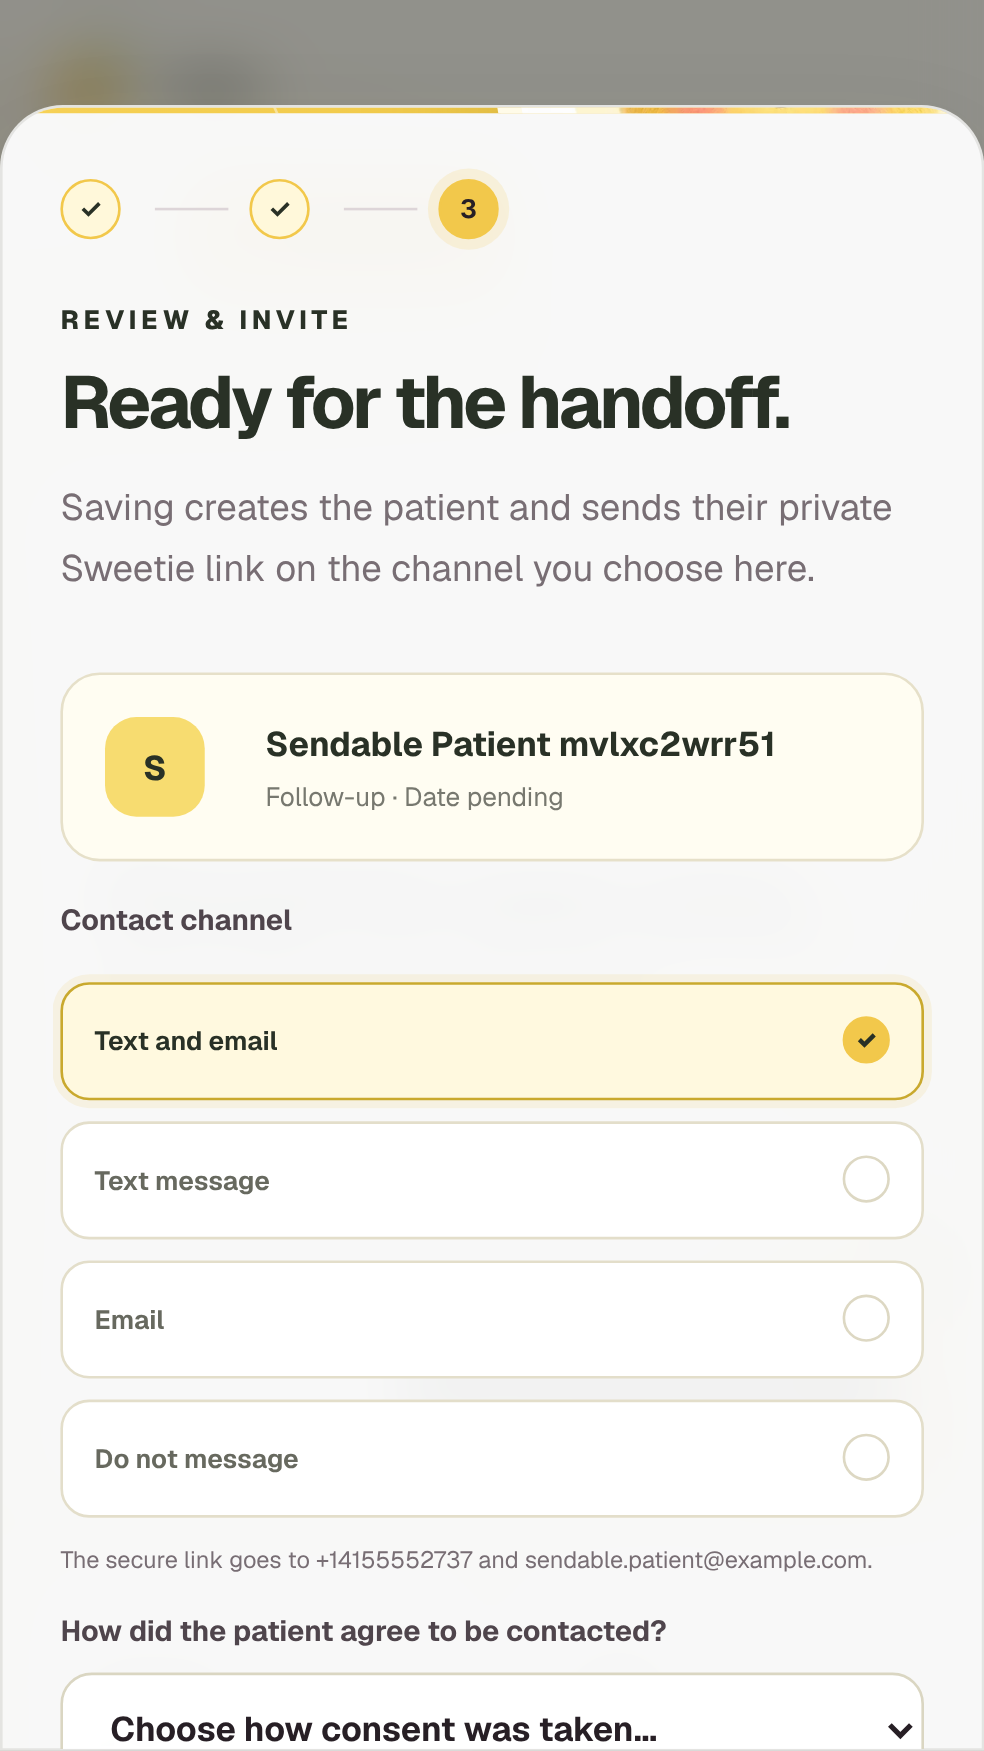 3
REVIEW & INVITE
Ready for the handoff.
Saving creates the patient and sends their private
Sweetie link on the channel you choose here.
S
Sendable Patient mvlxc2wrr51
Follow-up · Date pending
Contact channel
Text and email
Text message
Email
Do not message
The secure link goes to +14155552737 and sendable.patient@example.com.
How did the patient agree to be contacted?
Choose how consent was taken...